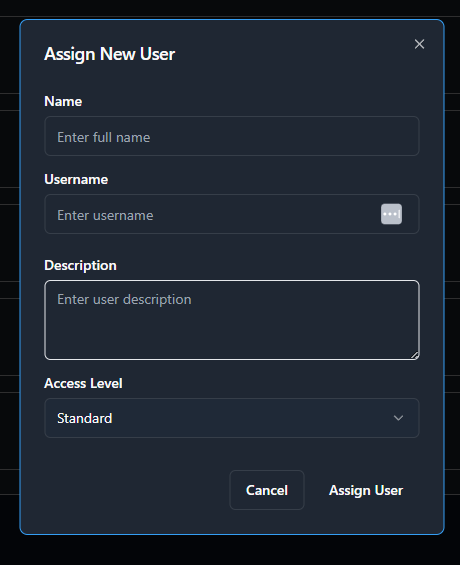 Assign New User
Name
Enter full name
Username
Enter username
Description
Enter user description
Access Level
Standard
Cancel
Assign User